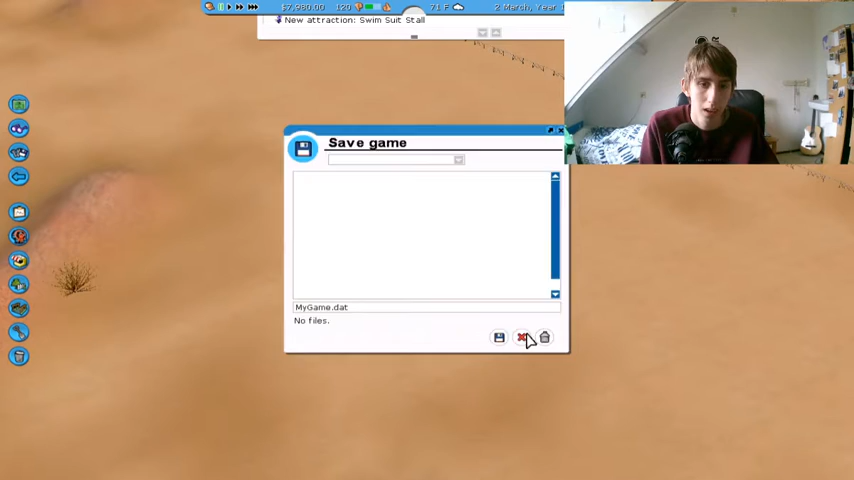 $7,980.00 120 71 F 2 March, Year 1
New attraction: Swim Suit Stall
Save game
MyGame.dat
No files.